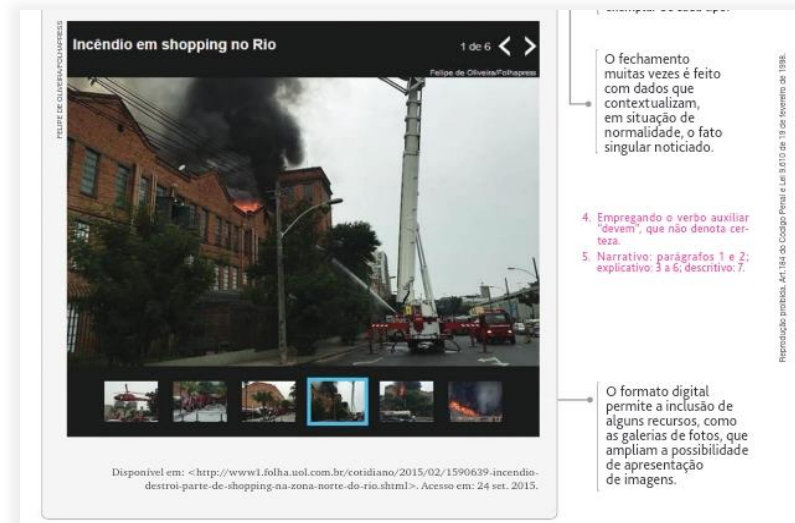 Incêndio em shopping no Rio
1 de 6
Felipe de Oliveira/Folhapress
FELIPE DE OLIVEIRA/FOLHAPRESS
Disponível em: <http://www1.folha.uol.com.br/cotidiano/2015/02/1590639-incendio-
destroi-parte-de-shopping-na-zona-norte-do-rio.shtml>. Acesso em: 24 set. 2015.
O fechamento
muitas vezes é feito
com dados que
contextualizam,
em situação de
normalidade, o fato
singular noticiado.
4. Empregando o verbo auxiliar
"devem", que não denota cer-
teza.
5. Narrativo: parágrafos 1 e 2;
explicativo: 3 a 6; descritivo: 7.
O formato digital
permite a inclusão de
alguns recursos, como
as galerias de fotos, que
ampliam a possibilidade
de apresentação
de imagens.
Reprodução proibida. Art.184 do Código Penal e Lei 9.610 de 19 de fevereiro de 1998.